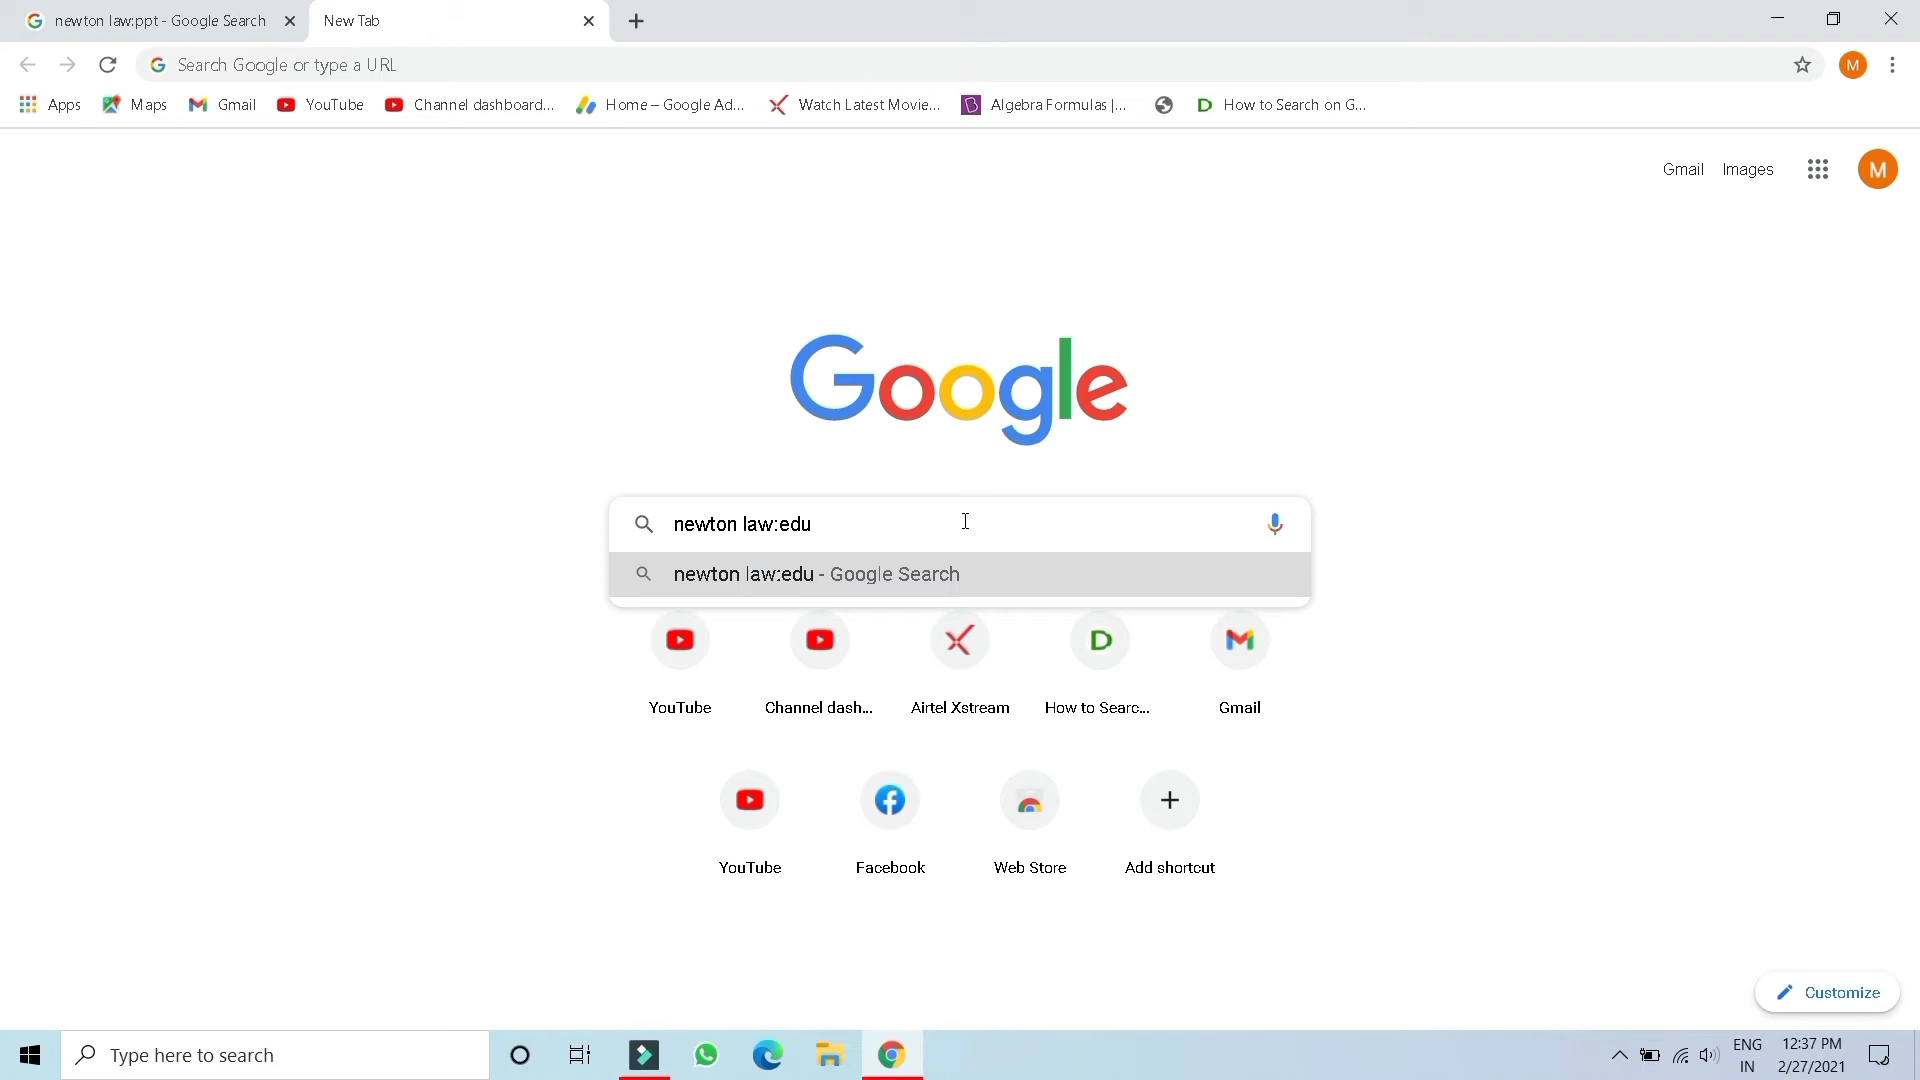 newton law:ppt - Google Search
New Tab
Search Google or type a URL
M
Apps
Maps
Gmail
YouTube
Channel dashboard...
Home – Google Ad...
Watch Latest Movie...
Algebra Formulas |...
How to Search on G...
Gmail
Images
M
Google
newton law:edu
newton law:edu - Google Search
YouTube
Channel dash...
Airtel Xstream
How to Searc...
Gmail
YouTube
Facebook
Web Store
Add shortcut
Customize
Type here to search
ENG
IN
12:37 PM
2/27/2021